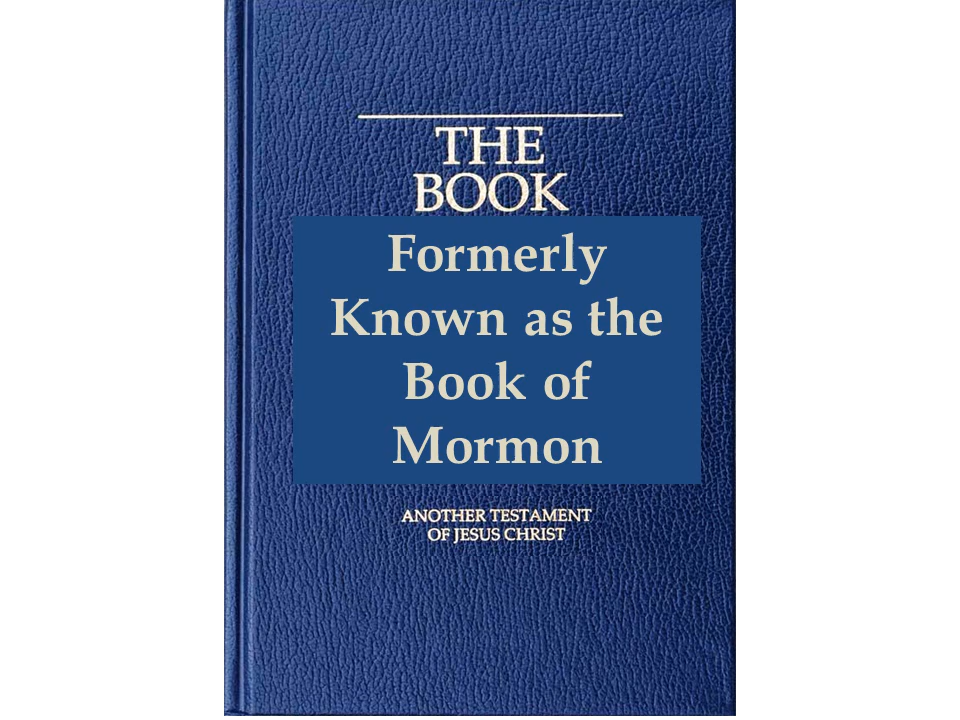 THE
BOOK
Formerly
Known as the
Book of
Mormon
ANOTHER TESTAMENT
OF JESUS CHRIST